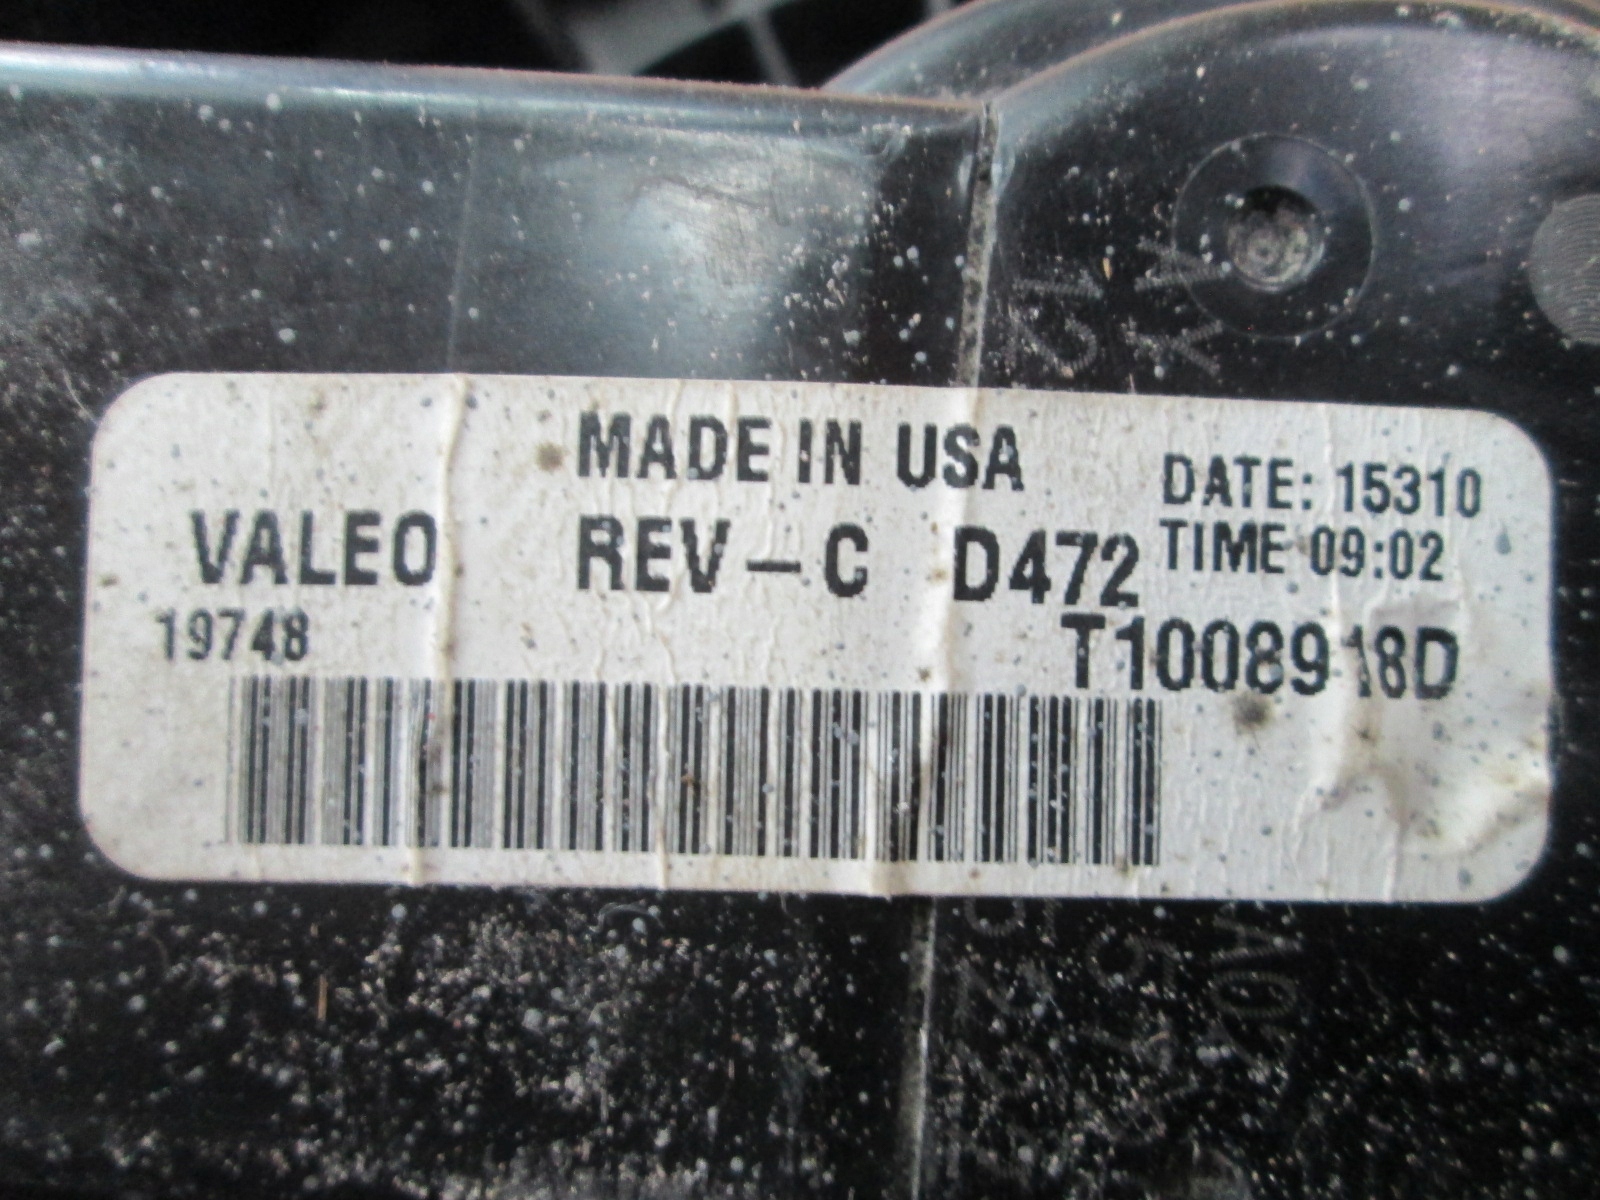 MADE IN USA
DATE: 15310
VALEO REV-C D472 TIME 09:02
19748
T1008918D